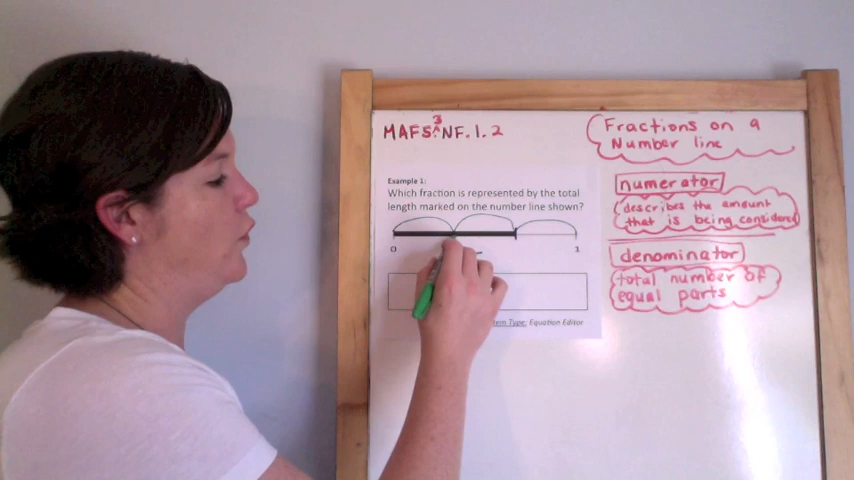 MAFS.3.NF.1.2
Fractions on a
Number line
Example 1:
Which fraction is represented by the total
length marked on the number line shown?
0
1
Item Type: Equation Editor
numerator
describes the amount
that is being considered
denominator
total number of
equal parts